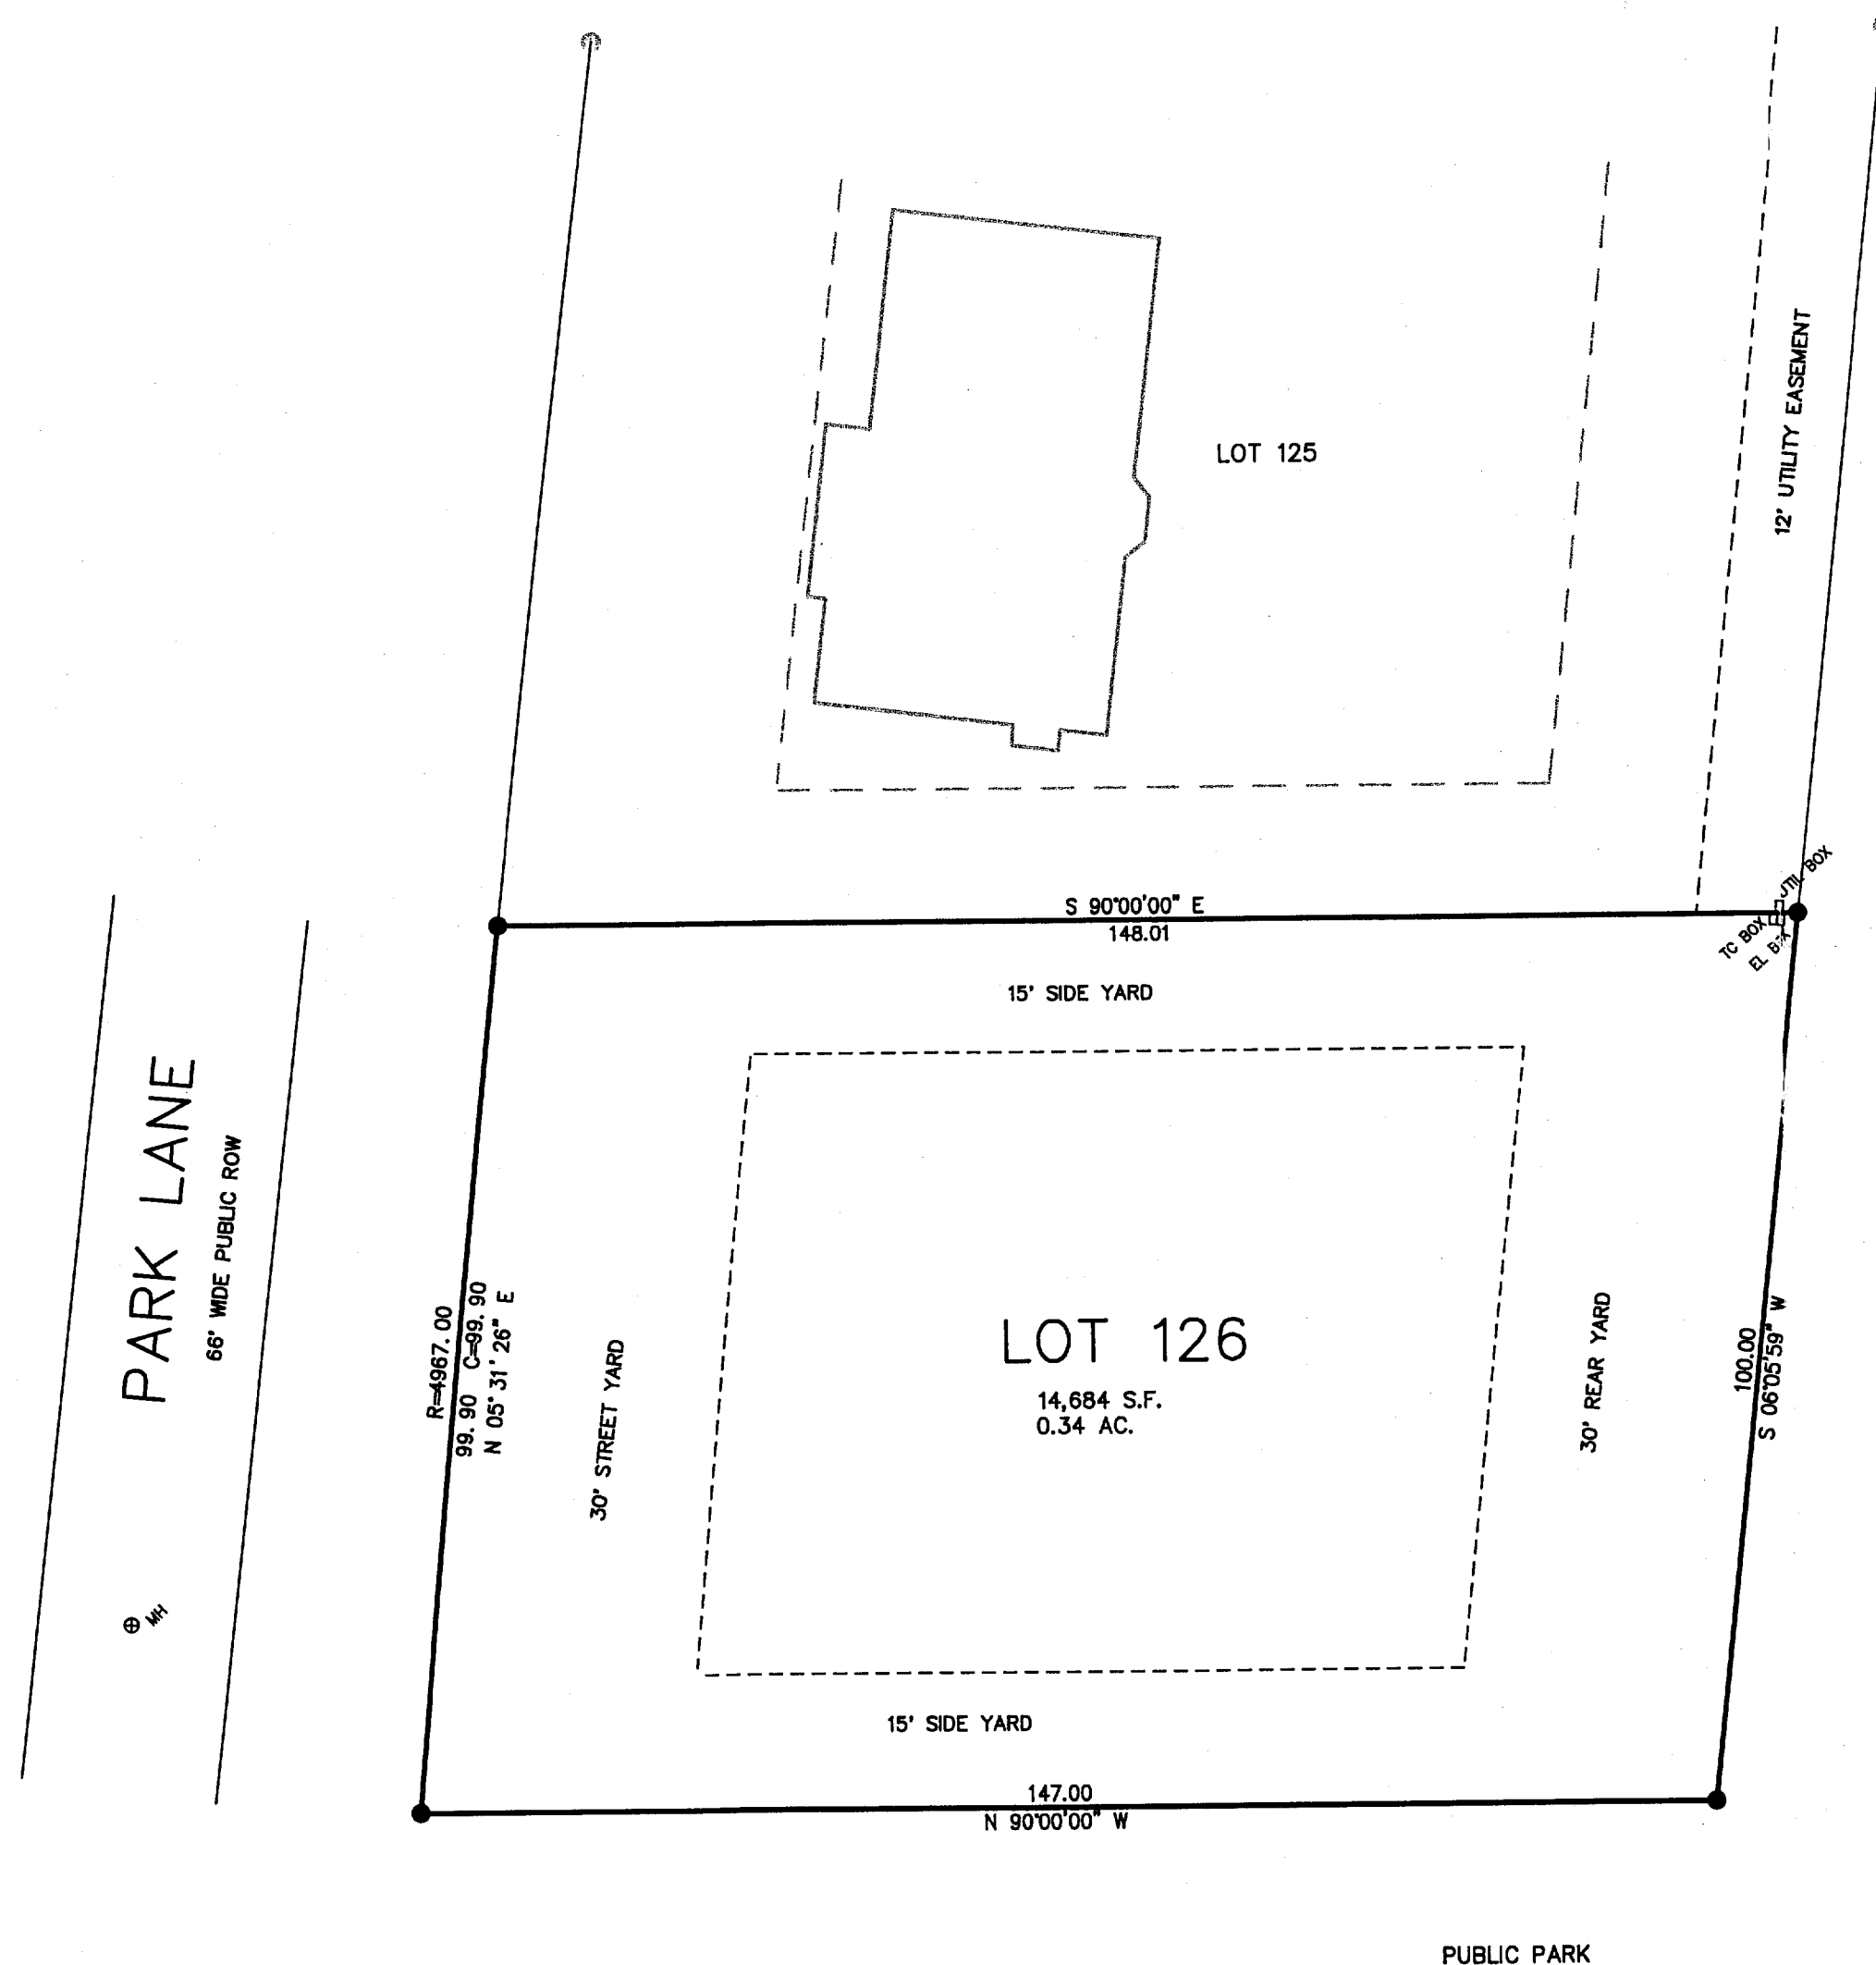 LOT 125
12' UTILITY EASEMENT
S 90°00'00" E
148.01
UTIL BOX
TC BOX
EL BOX
15' SIDE YARD
PARK LANE
66' WIDE PUBLIC ROW
R=4967.00
99.90 C=99.90
N 05°31'26" E
30' STREET YARD
LOT 126
14,684 S.F.
0.34 AC.
30' REAR YARD
100.00
S 06°05'59" W
MH
15' SIDE YARD
147.00
N 90°00'00" W
PUBLIC PARK